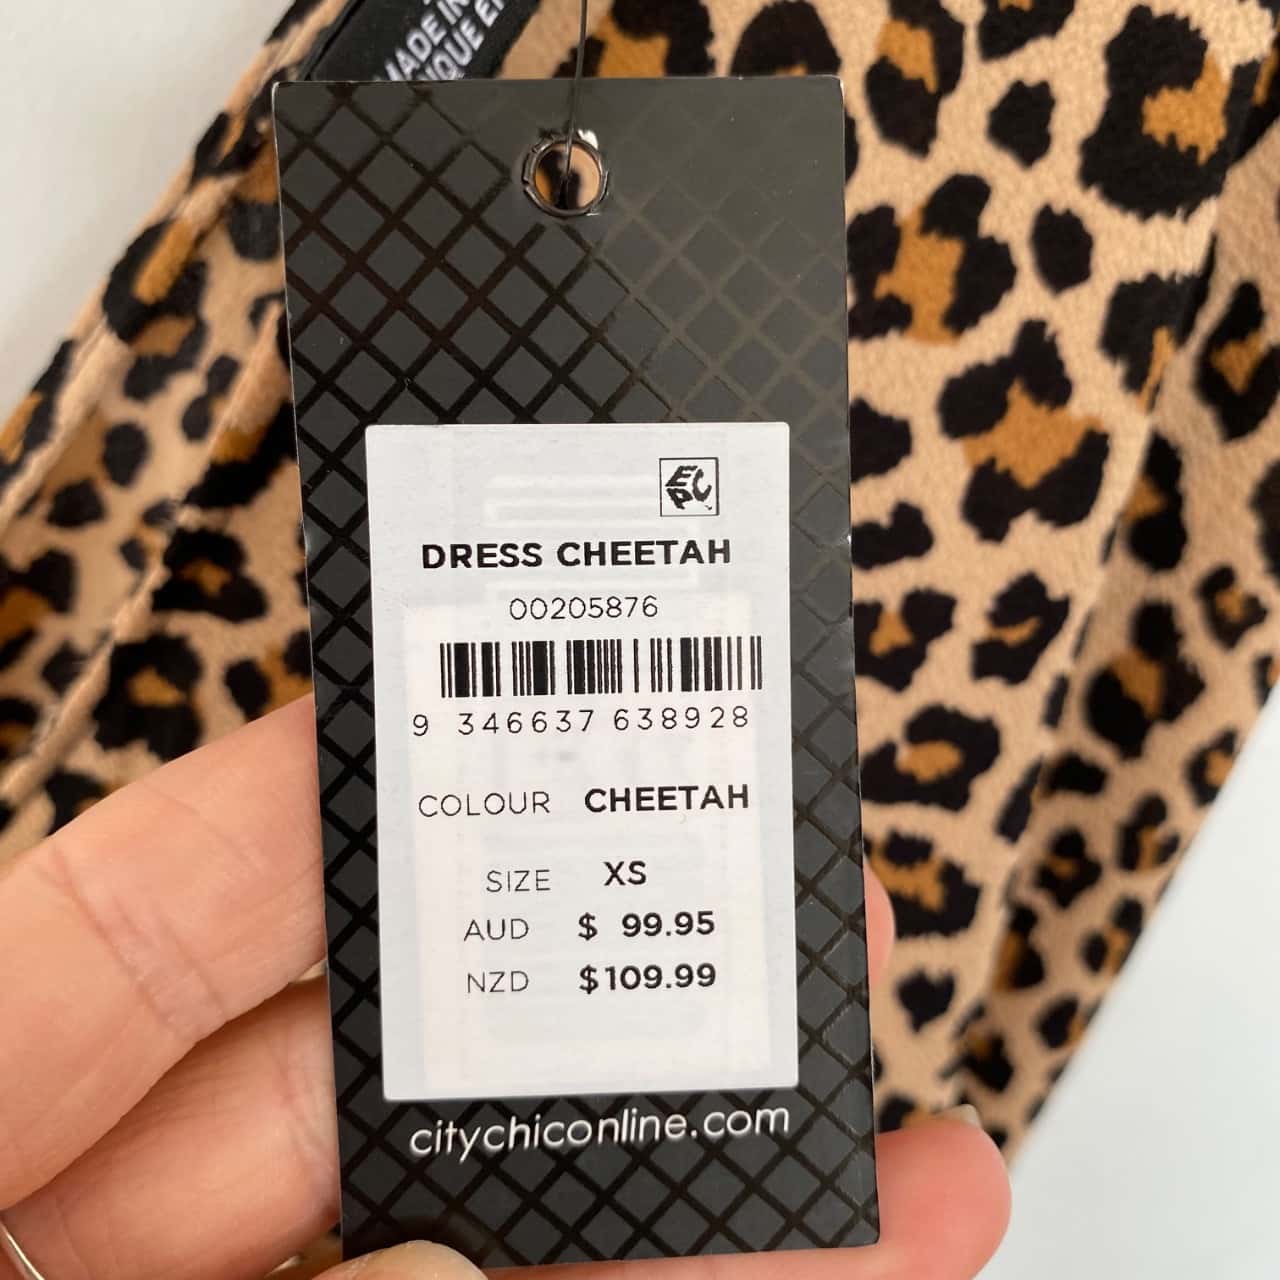 MADE IN
EPC
DRESS CHEETAH
00205876
9 346637 638928
COLOUR CHEETAH
SIZE XS
AUD $ 99.95
NZD $109.99
citychiconline.com